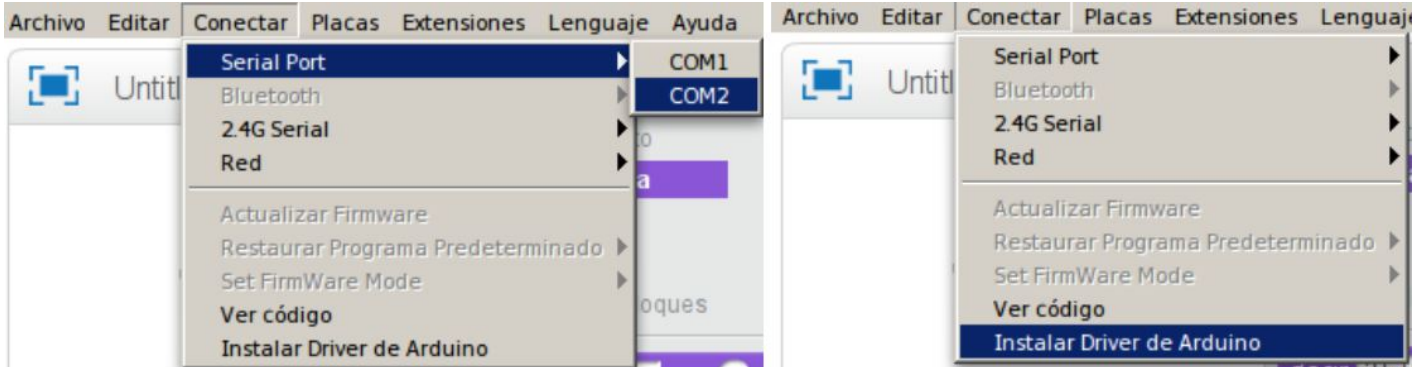 Archivo Editar Conectar Placas Extensiones Lenguaje Ayuda
Serial Port COM1
Untitl
Bluetooth COM2
2.4G Serial
Red
a
Actualizar Firmware
Restaurar Programa Predeterminado
Set FirmWare Mode
oques
Ver código
Instalar Driver de Arduino
Archivo Editar Conectar Placas Extensiones Lenguaje
Serial Port
Untitl
Bluetooth
2.4G Serial
Red
Actualizar Firmware
Restaurar Programa Predeterminado
Set FirmWare Mode
Ver código
Instalar Driver de Arduino